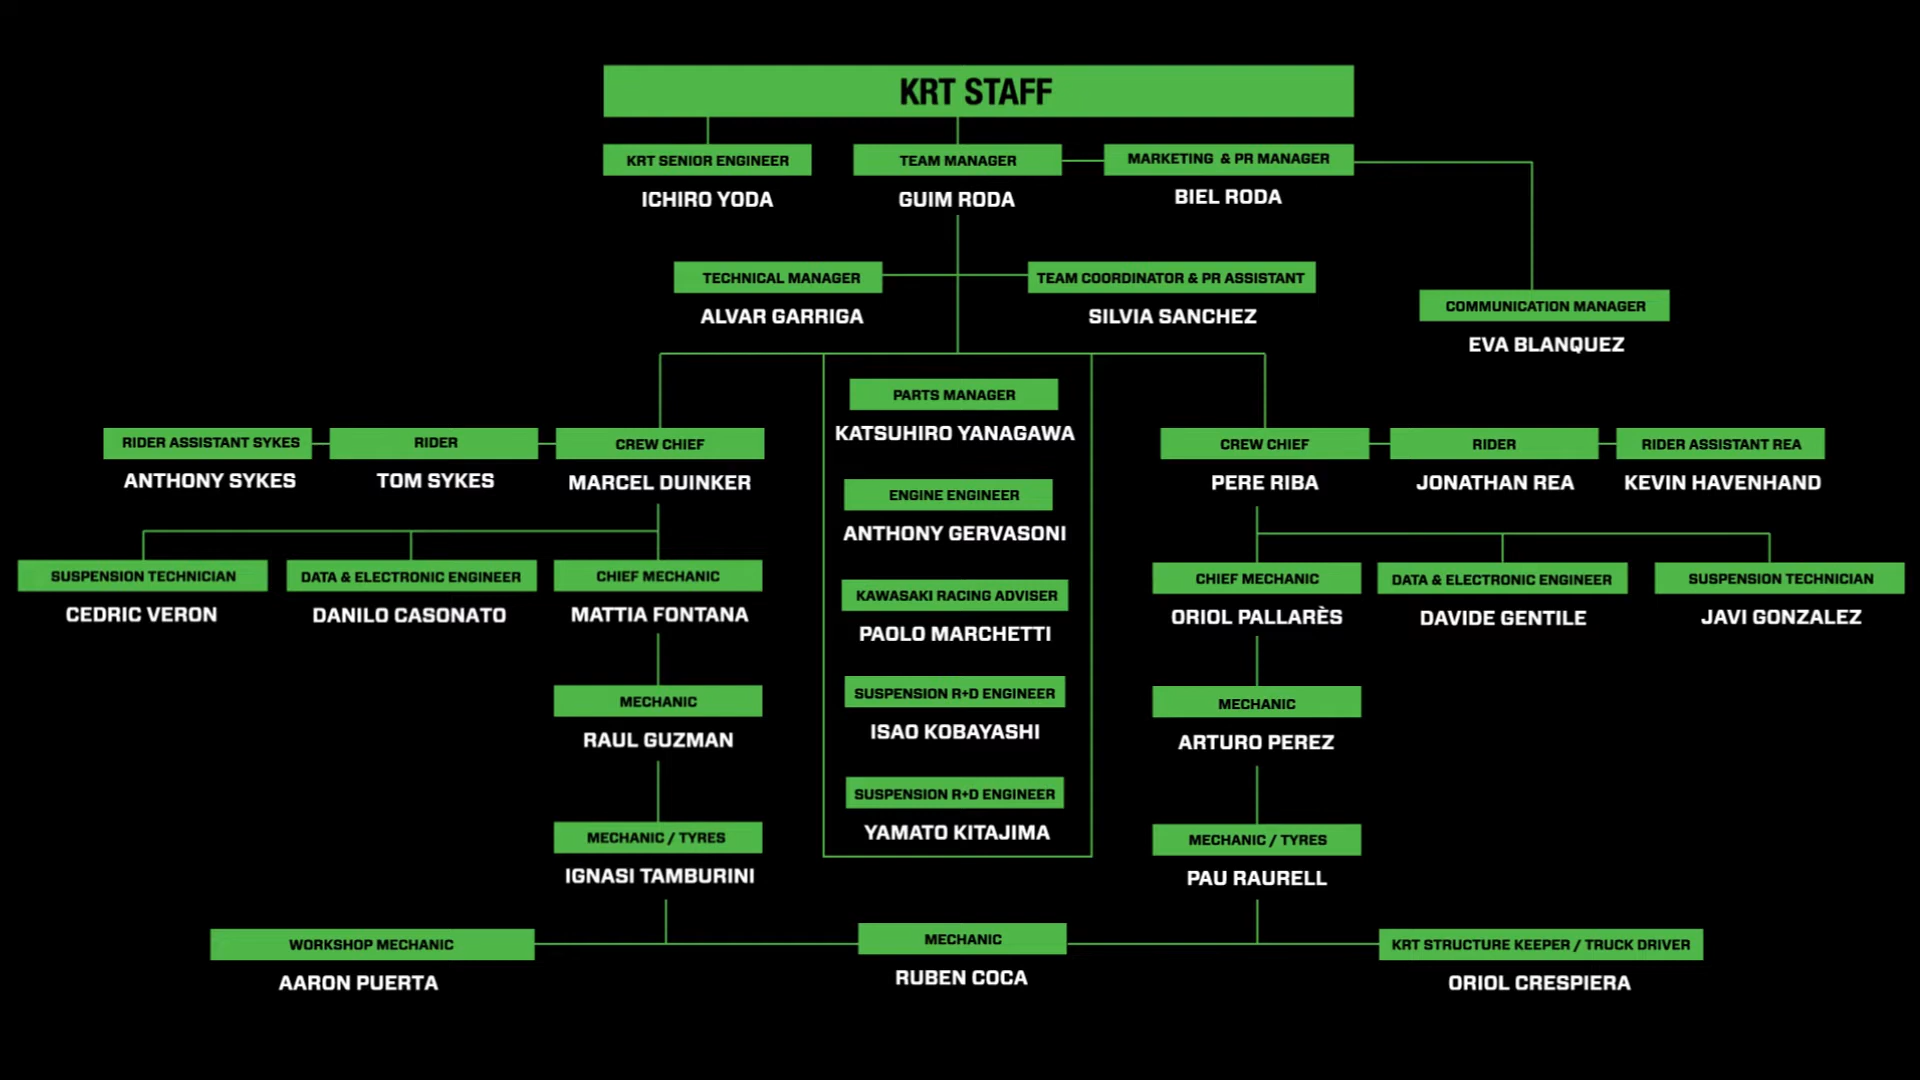 KRT STAFF
KRT SENIOR ENGINEER
ICHIRO YODA
TEAM MANAGER
GUIM RODA
MARKETING & PR MANAGER
BIEL RODA
TECHNICAL MANAGER
ALVAR GARRIGA
TEAM COORDINATOR & PR ASSISTANT
SILVIA SANCHEZ
COMMUNICATION MANAGER
EVA BLANQUEZ
RIDER ASSISTANT SYKES
ANTHONY SYKES
RIDER
TOM SYKES
CREW CHIEF
MARCEL DUINKER
PARTS MANAGER
KATSUHIRO YANAGAWA
ENGINE ENGINEER
ANTHONY GERVASONI
KAWASAKI RACING ADVISER
PAOLO MARCHETTI
SUSPENSION R+D ENGINEER
ISAO KOBAYASHI
SUSPENSION R+D ENGINEER
YAMATO KITAJIMA
CREW CHIEF
PERE RIBA
RIDER
JONATHAN REA
RIDER ASSISTANT REA
KEVIN HAVENHAND
SUSPENSION TECHNICIAN
CEDRIC VERON
DATA & ELECTRONIC ENGINEER
DANILO CASONATO
CHIEF MECHANIC
MATTIA FONTANA
CHIEF MECHANIC
ORIOL PALLARÈS
DATA & ELECTRONIC ENGINEER
DAVIDE GENTILE
SUSPENSION TECHNICIAN
JAVI GONZALEZ
MECHANIC
RAUL GUZMAN
MECHANIC
ARTURO PEREZ
MECHANIC / TYRES
IGNASI TAMBURINI
MECHANIC / TYRES
PAU RAURELL
WORKSHOP MECHANIC
AARON PUERTA
MECHANIC
RUBEN COCA
KRT STRUCTURE KEEPER / TRUCK DRIVER
ORIOL CRESPIERA